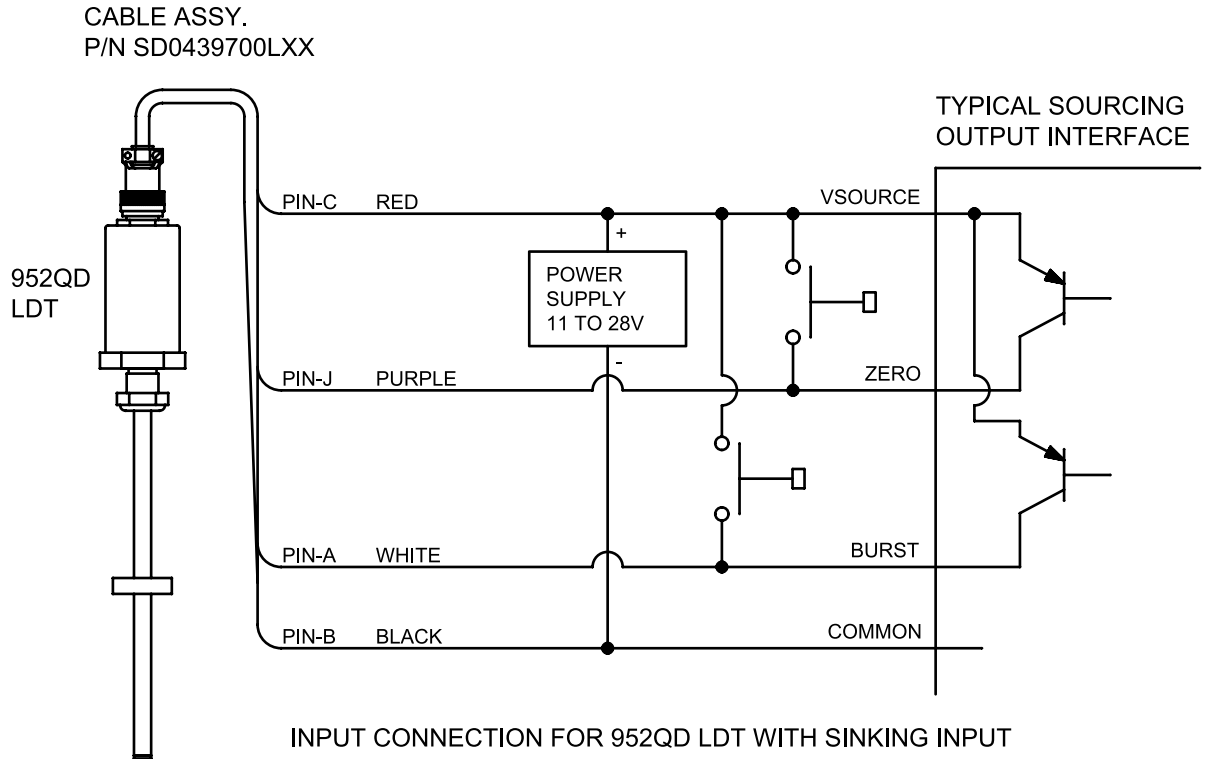 CABLE ASSY.
P/N SD0439700LXX
TYPICAL SOURCING
OUTPUT INTERFACE
952QD
LDT
PIN-C RED
VSOURCE
+
POWER
SUPPLY
11 TO 28V
-
PIN-J PURPLE
ZERO
PIN-A WHITE
BURST
PIN-B BLACK
COMMON
INPUT CONNECTION FOR 952QD LDT WITH SINKING INPUT